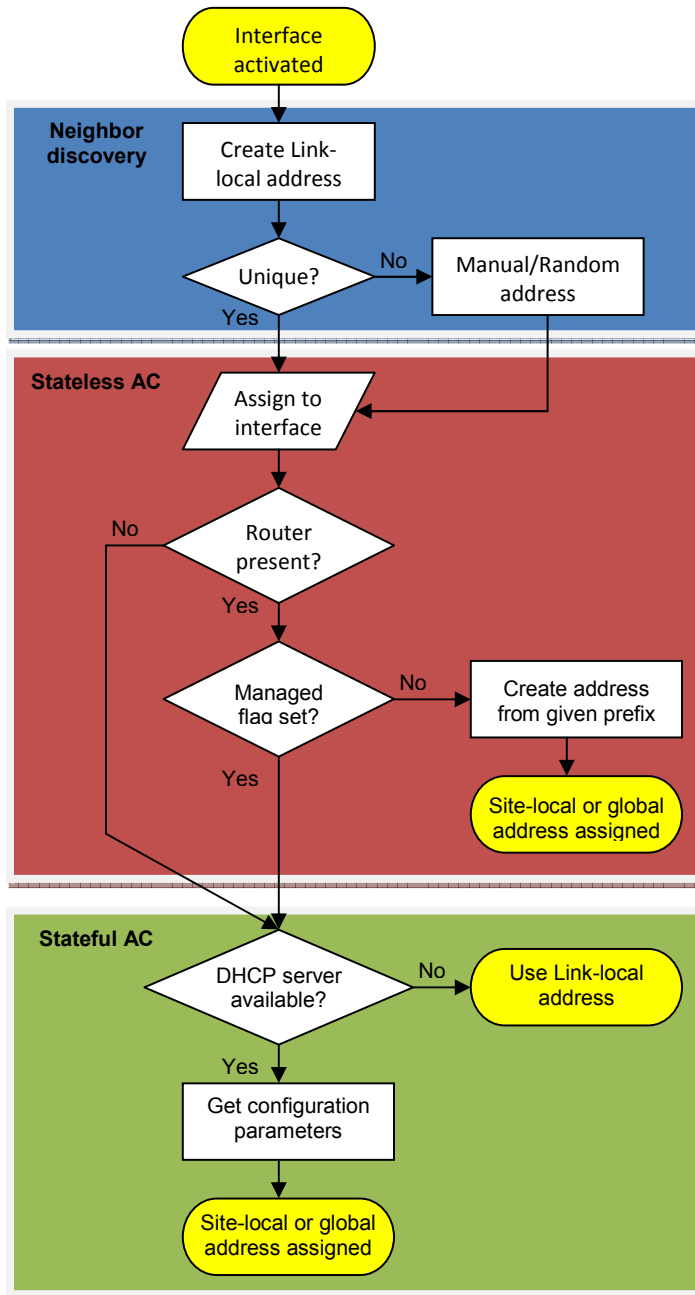 Interface
activated
Neighbor
discovery
Create Link-
local address
Unique?
No
Manual/Random
address
Yes
Stateless AC
Assign to
interface
No
Router
present?
Yes
Managed
flag set?
No
Create address
from given prefix
Yes
Site-local or global
address assigned
Stateful AC
DHCP server
available?
No
Use Link-local
address
Yes
Get configuration
parameters
Site-local or global
address assigned